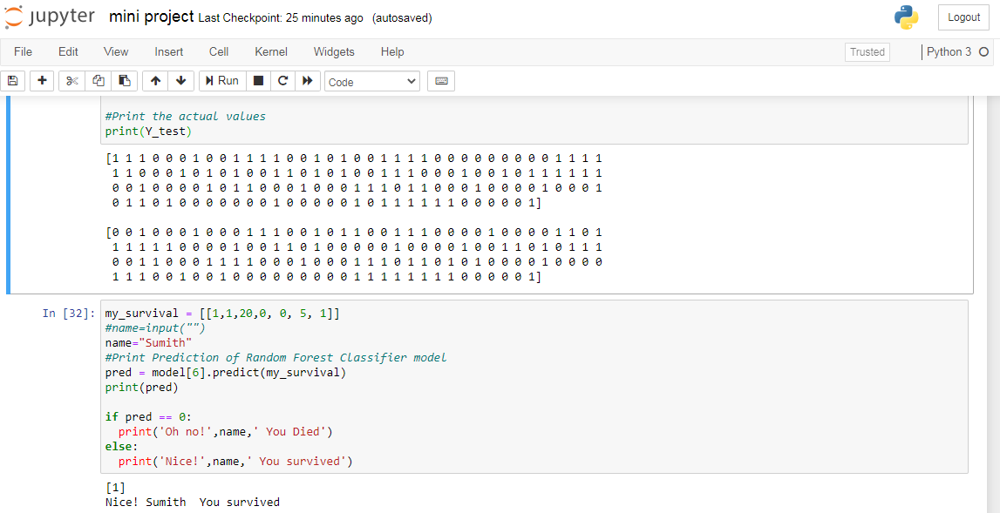 jupyter mini project Last Checkpoint: 25 minutes ago (autosaved) Logout
File Edit View Insert Cell Kernel Widgets Help Trusted Python 3
Run Code
#Print the actual values
print(Y_test)
[1 1 1 0 0 0 1 0 0 1 1 1 1 0 0 1 0 1 0 0 1 1 1 1 0 0 0 0 0 0 0 0 0 1 1 1 1
1 1 0 0 0 1 0 1 0 1 0 0 1 1 0 1 0 1 0 0 1 1 1 0 0 0 1 0 0 1 0 1 1 1 1 1 1
0 0 1 0 0 0 0 1 0 1 1 0 0 0 1 0 0 0 1 1 1 0 1 1 0 0 0 1 0 0 0 0 1 0 0 0 1
0 1 1 0 1 0 0 0 0 0 0 0 1 0 0 0 0 0 1 0 1 1 1 1 1 1 0 0 0 0 0 1]
[0 0 1 0 0 0 1 0 0 0 1 1 1 0 0 1 0 1 1 0 0 1 1 1 0 0 0 0 1 0 0 0 0 1 1 0 1
1 1 1 1 1 0 0 0 0 1 0 0 1 1 0 1 0 0 0 0 0 1 0 0 0 0 1 0 0 1 1 0 1 0 1 1 1
0 0 1 1 0 0 0 1 1 1 1 0 0 0 1 0 0 0 1 1 1 0 1 1 0 1 0 1 0 0 0 0 1 0 0 0 0
1 1 1 0 0 1 0 0 1 0 0 0 0 0 0 0 0 0 1 1 1 1 1 1 1 1 0 0 0 0 0 1]
In [32]: my_survival = [[1,1,20,0, 0, 5, 1]]
#name=input("")
name="Sumith"
#Print Prediction of Random Forest Classifier model
pred = model[6].predict(my_survival)
print(pred)
if pred == 0:
print('Oh no!',name,' You Died')
else:
print('Nice!',name,' You survived')
[1]
Nice! Sumith  You survived